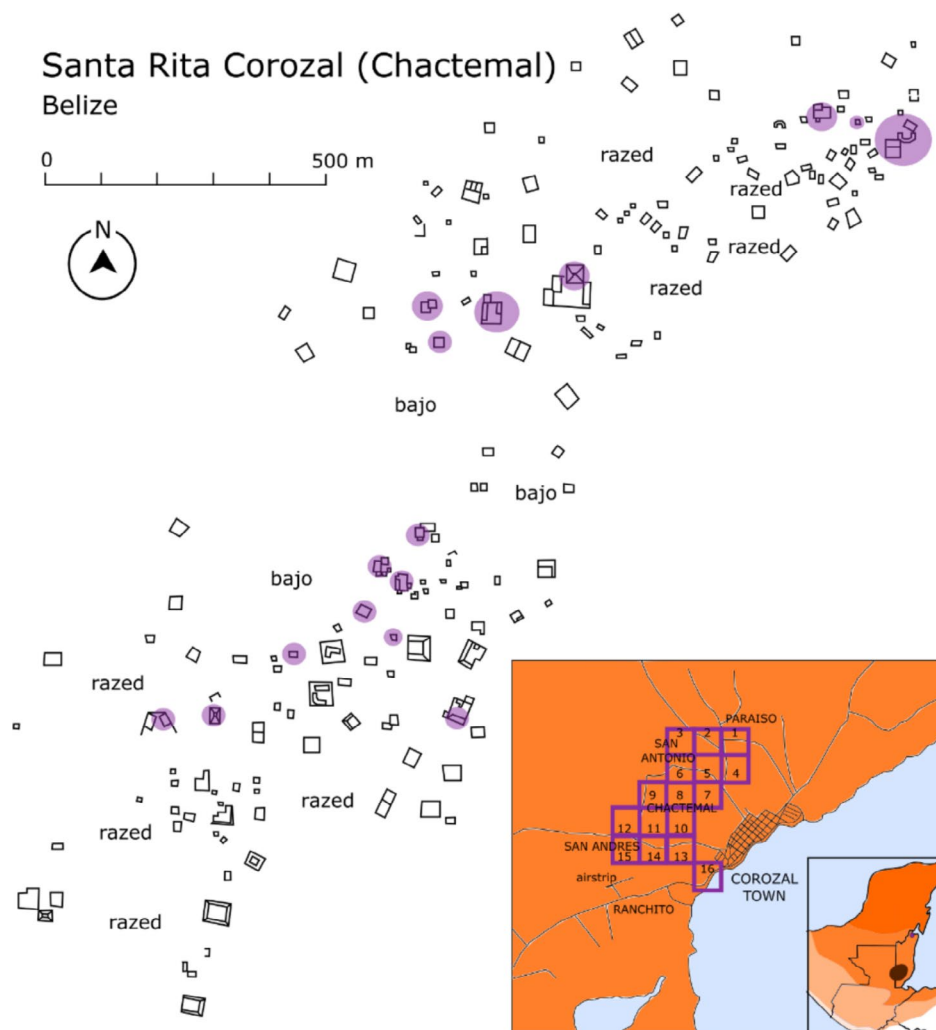 Santa Rita Corozal (Chactemal)
Belize
0 500 m
N
razed
razed
razed
razed
bajo
bajo
bajo
razed
razed
razed
razed
PARAISO
3 2 1
SAN
ANTONIO
6 5 4
9 8 7
CHACTEMAL
12 11 10
SAN ANDRES
15 14 13
16
airstrip
COROZAL
TOWN
RANCHITO